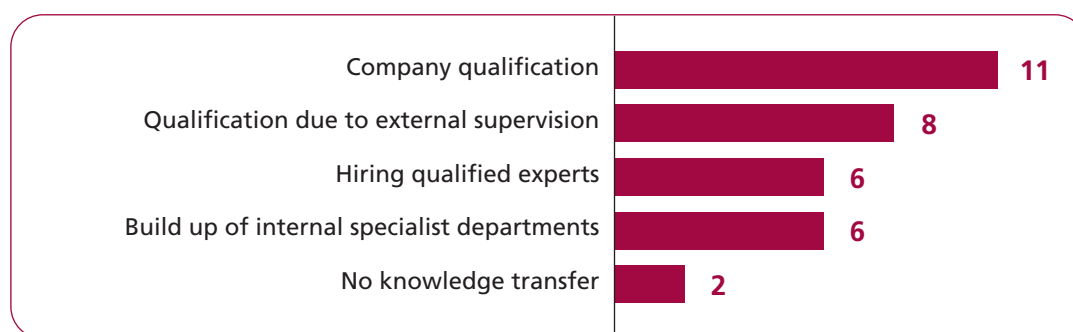 Company qualification 11
Qualification due to external supervision 8
Hiring qualified experts 6
Build up of internal specialist departments 6
No knowledge transfer 2